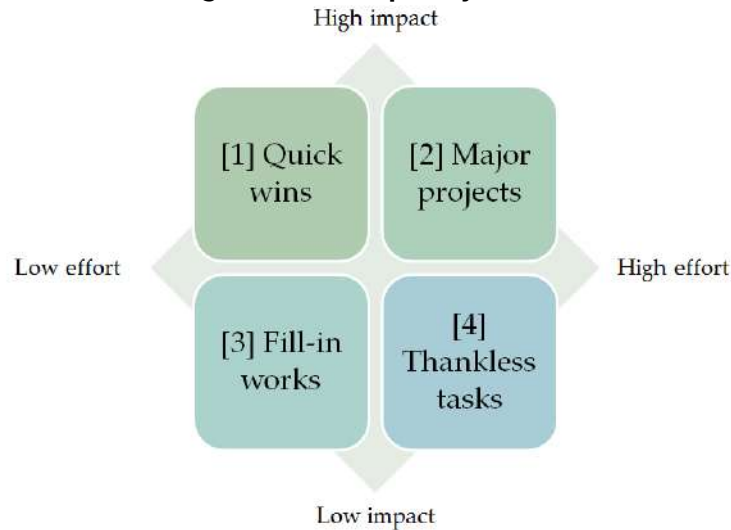 High impact
[1] Quick
wins
[2] Major
projects
Low effort
High effort
[3] Fill-in
works
[4]
Thankless
tasks
Low impact